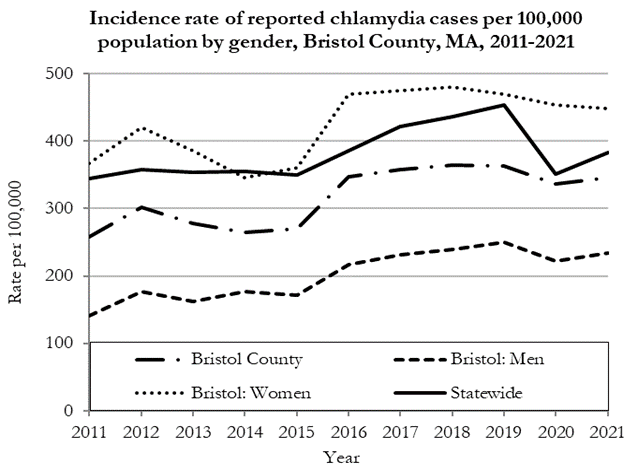 Incidence rate of reported chlamydia cases per 100,000
population by gender, Bristol County, MA, 2011-2021
500
400
300
200
100
0
Rate per 100,000
Bristol County
Bristol: Men
Bristol: Women
Statewide
2011 2012 2013 2014 2015 2016 2017 2018 2019 2020 2021
Year